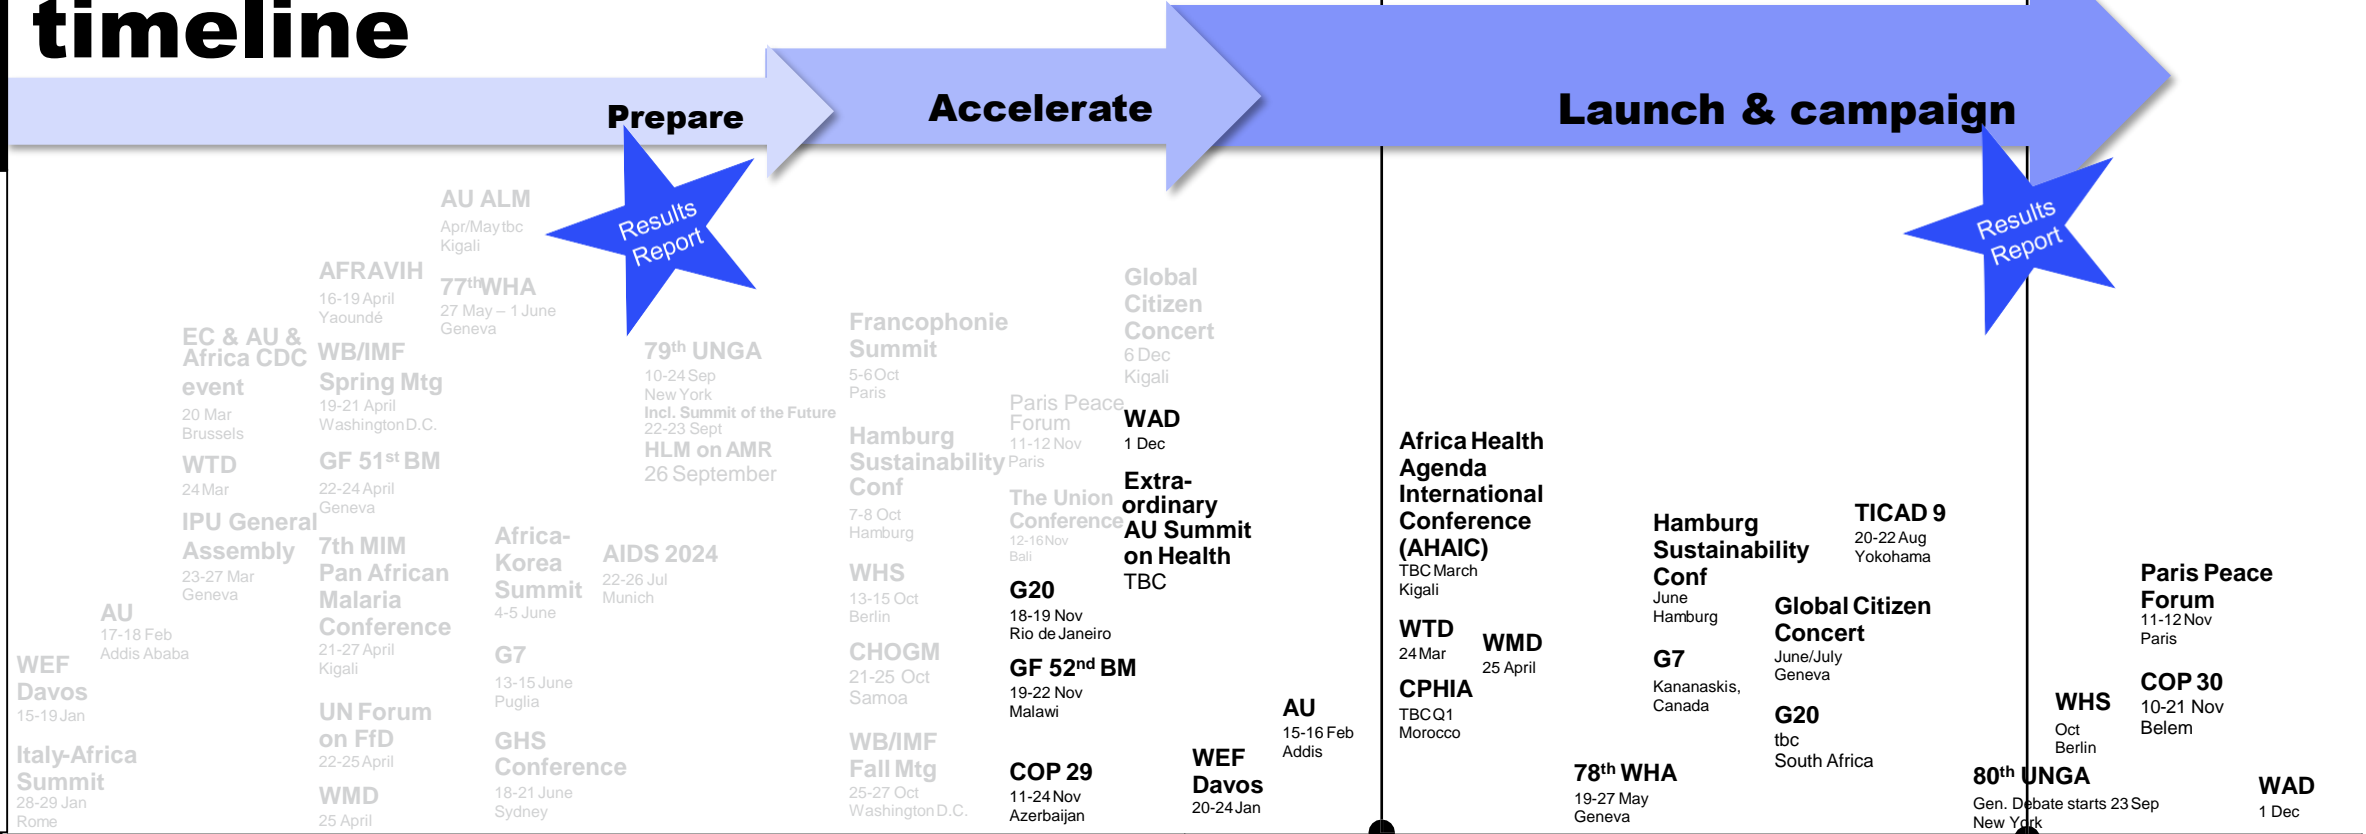 timeline
Prepare
Accelerate
Launch & campaign
Results
Report
Results
Report
WEF
Davos
15-19 Jan
Italy-Africa
Summit
28-29 Jan
Rome
AU
17-18 Feb
Addis Ababa
EC & AU &
Africa CDC
event
20 Mar
Brussels
WTD
24 Mar
IPU General
Assembly
23-27 Mar
Geneva
AFRAVIH
16-19 April
Yaoundé
WB/IMF
Spring Mtg
19-21 April
Washington D.C.
GF 51st BM
22-24 April
Geneva
7th MIM
Pan African
Malaria
Conference
21-27 April
Kigali
UN Forum
on FfD
22-25 April
WMD
25 April
AU ALM
Apr/May tbc
Kigali
77th WHA
27 May – 1 June
Geneva
Africa-
Korea
Summit
4-5 June
G7
13-15 June
Puglia
GHS
Conference
18-21 June
Sydney
AIDS 2024
22-26 Jul
Munich
79th UNGA
10-24 Sep
New York
Incl. Summit of the Future
22-23 Sept
HLM on AMR
26 September
Francophonie
Summit
5-6 Oct
Paris
Hamburg
Sustainability
Conf
7-8 Oct
Hamburg
WHS
13-15 Oct
Berlin
CHOGM
21-25 Oct
Samoa
WB/IMF
Fall Mtg
25-27 Oct
Washington D.C.
Paris Peace
Forum
11-12 Nov
Paris
The Union
Conference
12-16 Nov
Bali
G20
18-19 Nov
Rio de Janeiro
GF 52nd BM
19-22 Nov
Malawi
COP 29
11-24 Nov
Azerbaijan
Global
Citizen
Concert
6 Dec
Kigali
WAD
1 Dec
Extra-
ordinary
AU Summit
on Health
TBC
WEF
Davos
20-24 Jan
AU
15-16 Feb
Addis
Africa Health
Agenda
International
Conference
(AHAIC)
TBC March
Kigali
WTD
24 Mar
CPHIA
TBC Q1
Morocco
WMD
25 April
78th WHA
19-27 May
Geneva
Hamburg
Sustainability
Conf
June
Hamburg
G7
Kananaskis,
Canada
Global Citizen
Concert
June/July
Geneva
G20
tbc
South Africa
TICAD 9
20-22 Aug
Yokohama
80th UNGA
Gen. Debate starts 23 Sep
New York
WHS
Oct
Berlin
Paris Peace
Forum
11-12 Nov
Paris
COP 30
10-21 Nov
Belem
WAD
1 Dec